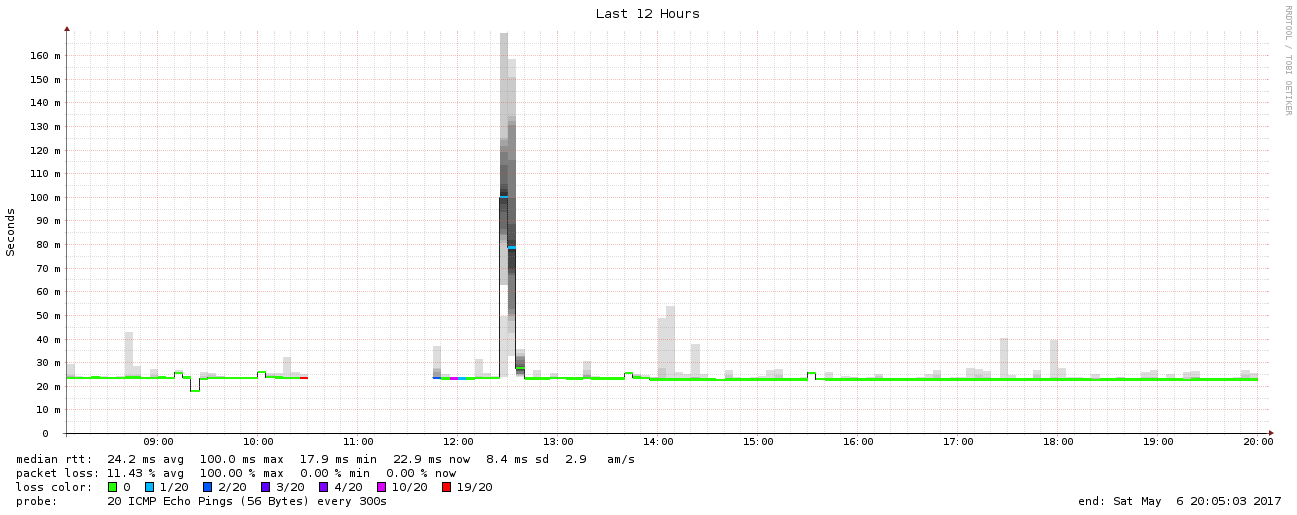 Last 12 Hours
RRDTOOL / TOBI OETIKER
Seconds
160 m
150 m
140 m
130 m
120 m
110 m
100 m
90 m
80 m
70 m
60 m
50 m
40 m
30 m
20 m
10 m
0
09:00 10:00 11:00 12:00 13:00 14:00 15:00 16:00 17:00 18:00 19:00 20:00
median rtt: 24.2 ms avg 100.0 ms max 17.9 ms min 22.9 ms now 8.4 ms sd 2.9 am/s
packet loss: 11.43 % avg 100.00 % max 0.00 % min 0.00 % now
loss color: 0 1/20 2/20 3/20 4/20 10/20 19/20
probe: 20 ICMP Echo Pings (56 Bytes) every 300s end: Sat May 6 20:05:03 2017